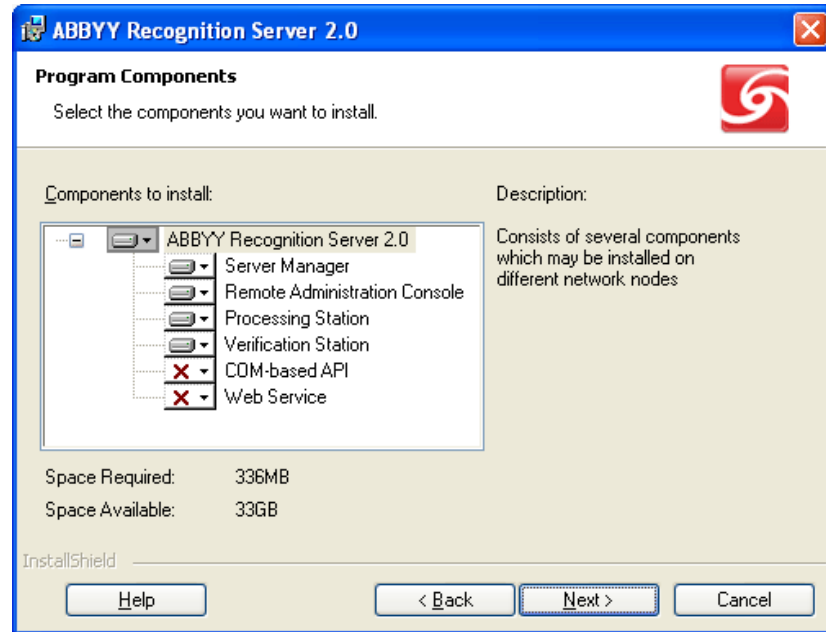 ABBYY Recognition Server 2.0
Program Components
Select the components you want to install.
Components to install:
Description:
ABBYY Recognition Server 2.0
Server Manager
Remote Administration Console
Processing Station
Verification Station
COM-based API
Web Service
Consists of several components
which may be installed on
different network nodes
Space Required: 336MB
Space Available: 33GB
InstallShield
Help < Back Next > Cancel